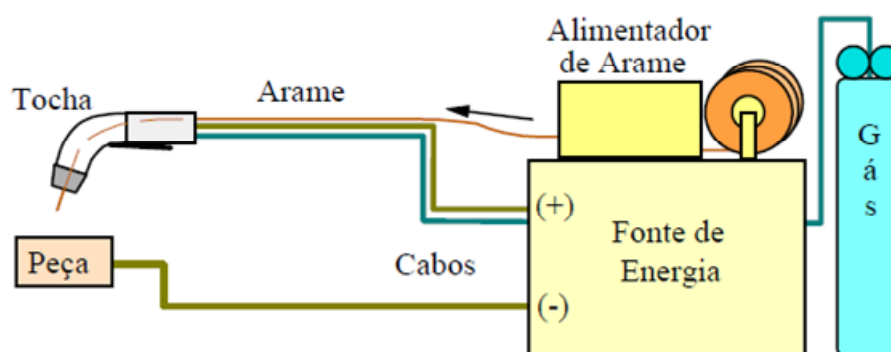 Alimentador
de Arame
Tocha
Arame
G
á
s
(+)
Fonte de
Energia
Peça
Cabos
(-)